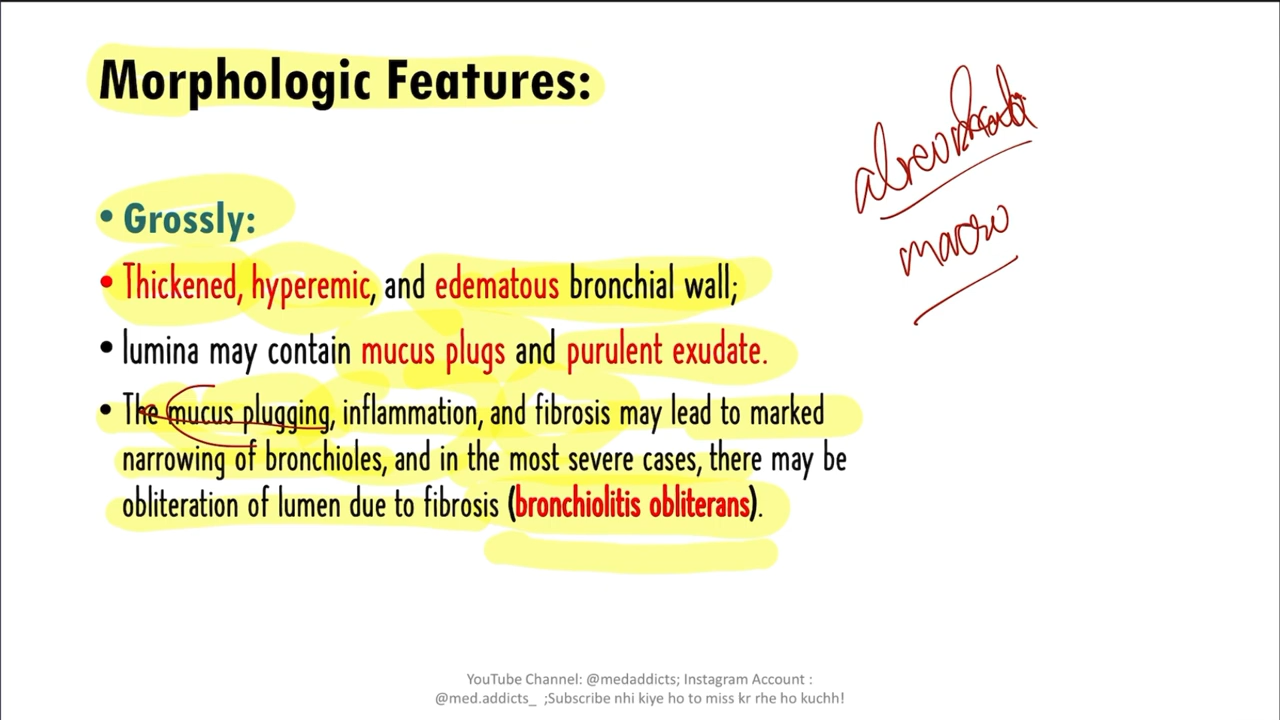 Morphologic Features:
• Grossly:
• Thickened, hyperemic, and edematous bronchial wall;
• lumina may contain mucus plugs and purulent exudate.
• The mucus plugging, inflammation, and fibrosis may lead to marked
narrowing of bronchioles, and in the most severe cases, there may be
obliteration of lumen due to fibrosis (bronchiolitis obliterans).
macro
YouTube Channel: @medaddicts; Instagram Account :
@med.addicts_ ;Subscribe nhi kiye ho to miss kr rhe ho kuchh!